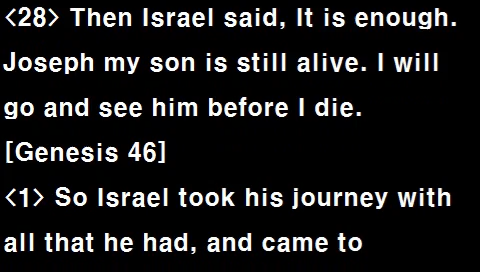 <28> Then Israel said, It is enough.
Joseph my son is still alive. I will
go and see him before I die.
[Genesis 46]
<1> So Israel took his journey with
all that he had, and came to